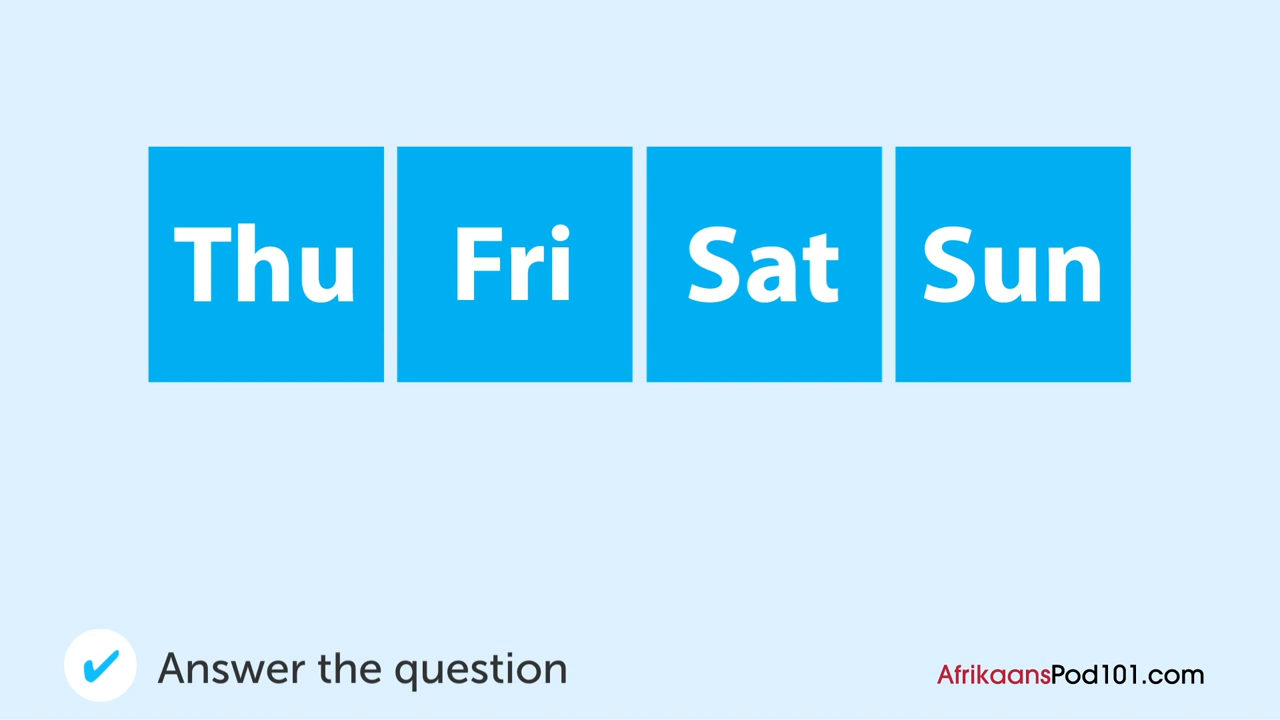 Thu Fri Sat Sun
✔ Answer the question
AfrikaansPod101.com